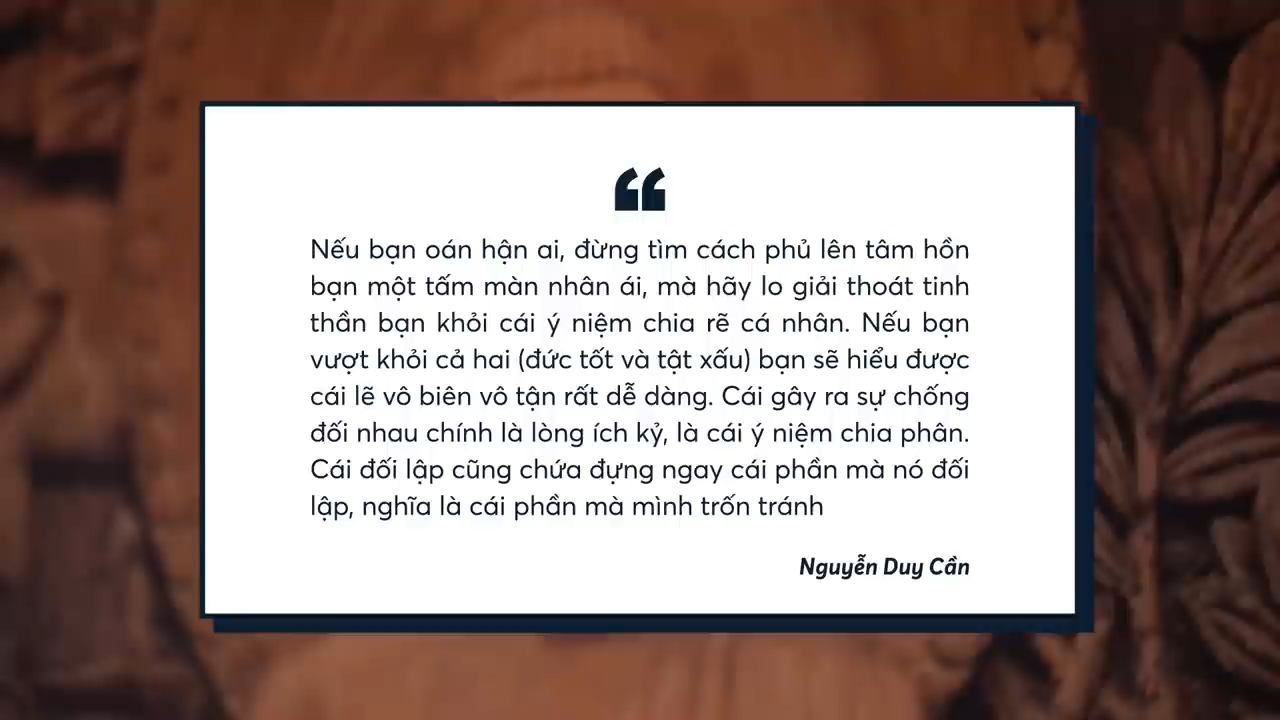 “
Nếu bạn oán hận ai, đừng tìm cách phủ lên tâm hồn
bạn một tấm màn nhân ái, mà hãy lo giải thoát tinh
thần bạn khỏi cái ý niệm chia rẽ cá nhân. Nếu bạn
vượt khỏi cả hai (đức tốt và tật xấu) bạn sẽ hiểu được
cái lẽ vô biên vô tận rất dễ dàng. Cái gây ra sự chống
đối nhau chính là lòng ích kỷ, là cái ý niệm chia phân.
Cái đối lập cũng chứa đựng ngay cái phần mà nó đối
lập, nghĩa là cái phần mà mình trốn tránh
Nguyễn Duy Cần